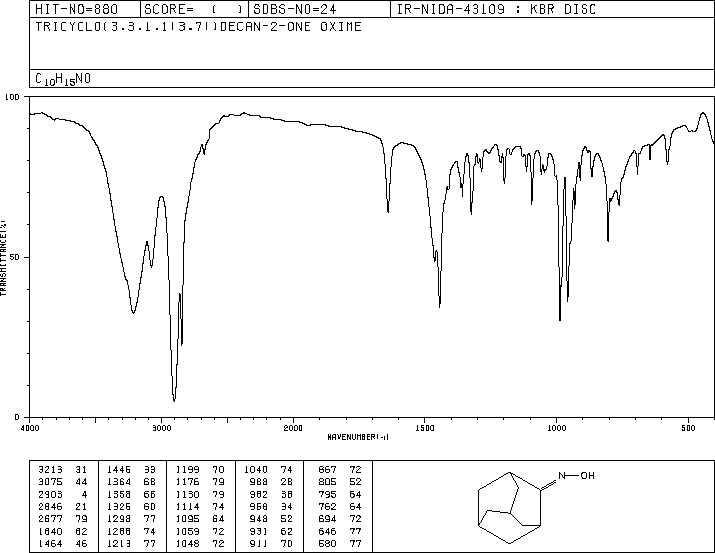 HIT-NO=880 SCORE= ( ) SDBS-NO=24 IR-NIDA-43109 : KBR DISC
TRICYCLO(3.3.1.1(3.7))DECAN-2-ONE OXIME
C10H15NO
100
50
0
TRANSMITTANCE(%)
4000 3000 2000 1500 1000 500
WAVENUMBER(-1)
3213 31 1446 33 1199 70 1040 74 867 72
3075 44 1364 68 1176 79 988 28 805 52
2903 4 1358 66 1130 79 982 38 795 64
2846 21 1326 60 1114 74 958 34 762 64
2677 79 1298 77 1095 64 948 52 694 72
1640 62 1288 74 1059 72 931 62 646 77
1464 46 1213 77 1048 72 911 70 580 77
N OH